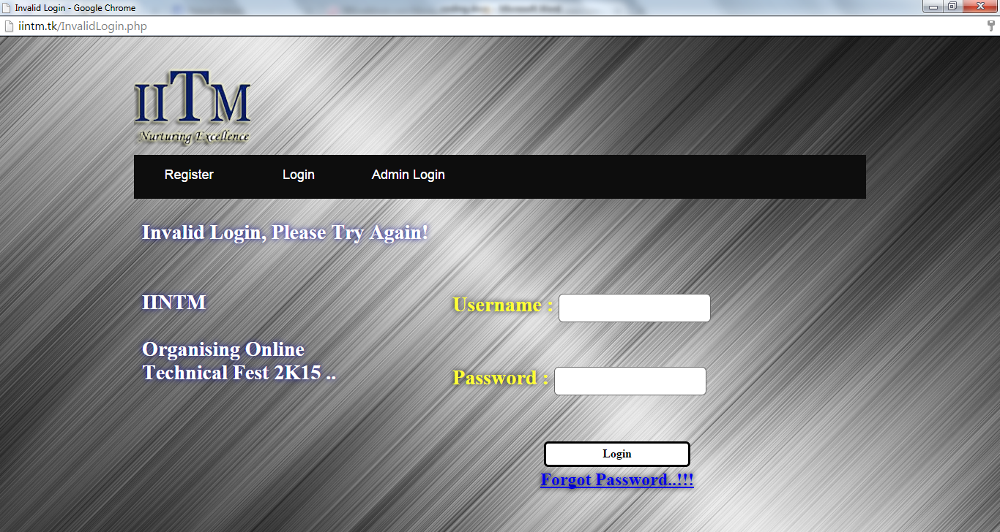 Invalid Login - Google Chrome
iintm.tk/InvalidLogin.php
IITM
Nurturing Excellence
Register Login Admin Login
Invalid Login, Please Try Again!
IINTM
Username :
Organising Online
Technical Fest 2K15 ..
Password :
Login
Forgot Password..!!!